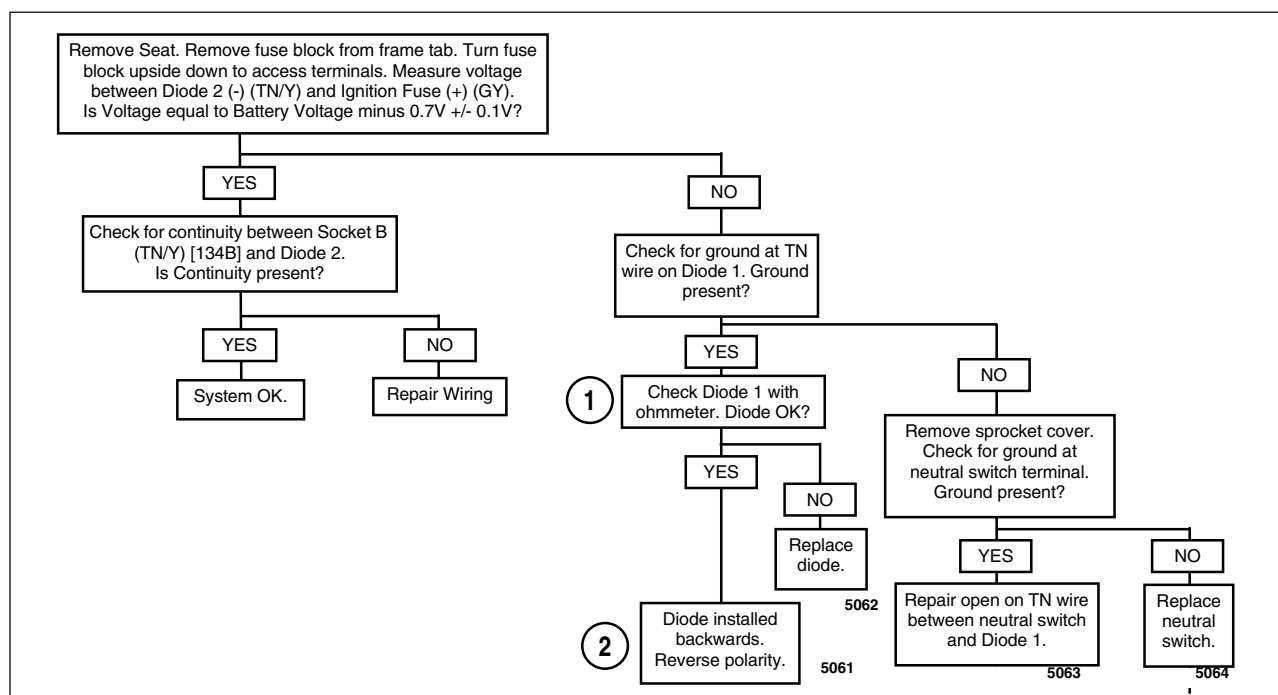 Remove Seat. Remove fuse block from frame tab. Turn fuse
block upside down to access terminals. Measure voltage
between Diode 2 (-) (TN/Y) and Ignition Fuse (+) (GY).
Is Voltage equal to Battery Voltage minus 0.7V +/- 0.1V?
YES
NO
Check for continuity between Socket B
(TN/Y) [134B] and Diode 2.
Is Continuity present?
Check for ground at TN
wire on Diode 1. Ground
present?
YES
NO
YES
NO
System OK.
Repair Wiring
1
Check Diode 1 with
ohmmeter. Diode OK?
Remove sprocket cover.
Check for ground at
neutral switch terminal.
Ground present?
YES
NO
YES
NO
Replace
diode.
5062
Diode installed
backwards.
Reverse polarity.
2
5061
Repair open on TN wire
between neutral switch
and Diode 1.
5063
Replace
neutral
switch.
5064